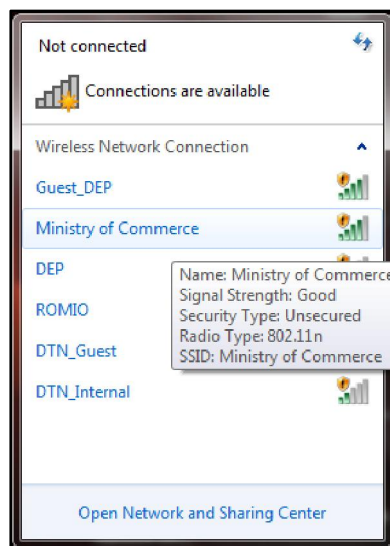 Not connected
Connections are available
Wireless Network Connection
Guest_DEP
Ministry of Commerce
DEP
Name: Ministry of Commerce
Signal Strength: Good
ROMIO
Security Type: Unsecured
Radio Type: 802.11n
DTN_Guest
SSID: Ministry of Commerce
DTN_Internal
Open Network and Sharing Center